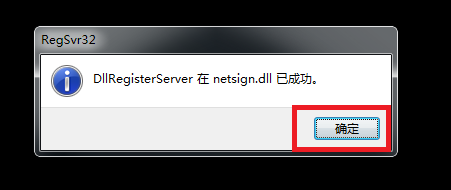 RegSvr32
DllRegisterServer 在 netsign.dll 已成功。
确定